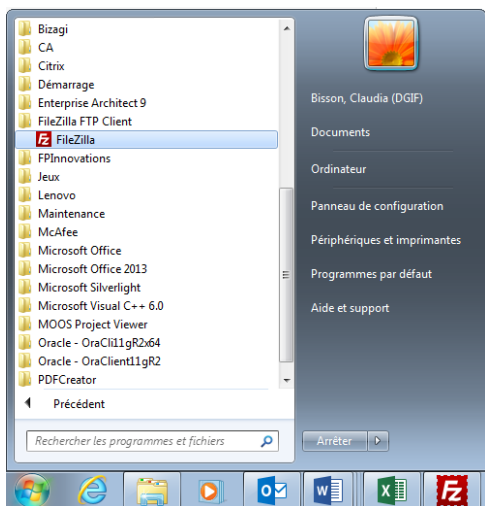 Bizagi
CA
Citrix
Démarrage
Enterprise Architect 9
FileZilla FTP Client
FileZilla
FPInnovations
Jeux
Lenovo
Maintenance
McAfee
Microsoft Office
Microsoft Office 2013
Microsoft Silverlight
Microsoft Visual C++ 6.0
MOOS Project Viewer
Oracle - OraCli11gR2x64
Oracle - OraClient11gR2
PDFCreator
Précédent
Rechercher les programmes et fichiers
Bisson, Claudia (DGIF)
Documents
Ordinateur
Panneau de configuration
Périphériques et imprimantes
Programmes par défaut
Aide et support
Arrêter